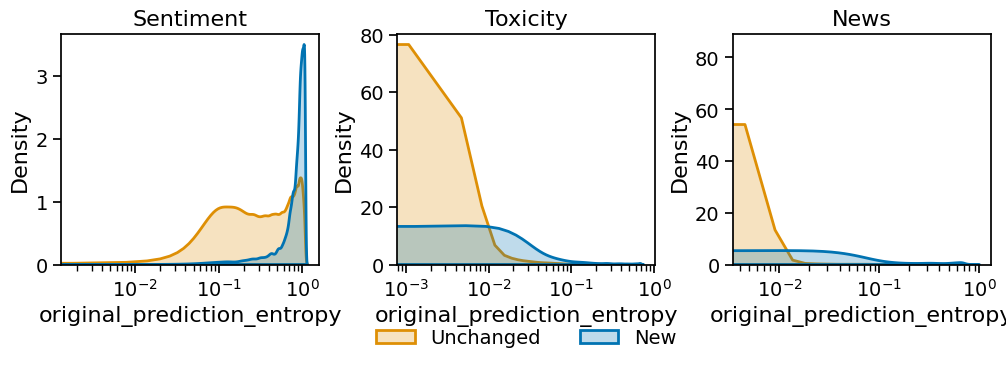 Sentiment
Density
3
2
1
0
10⁻² 10⁻¹ 10⁰
original_prediction_entropy
Toxicity
Density
80
60
40
20
0
10⁻³ 10⁻² 10⁻¹ 10⁰
original_prediction_entropy
News
Density
80
60
40
20
0
10⁻² 10⁻¹ 10⁰
original_prediction_entropy
Unchanged New